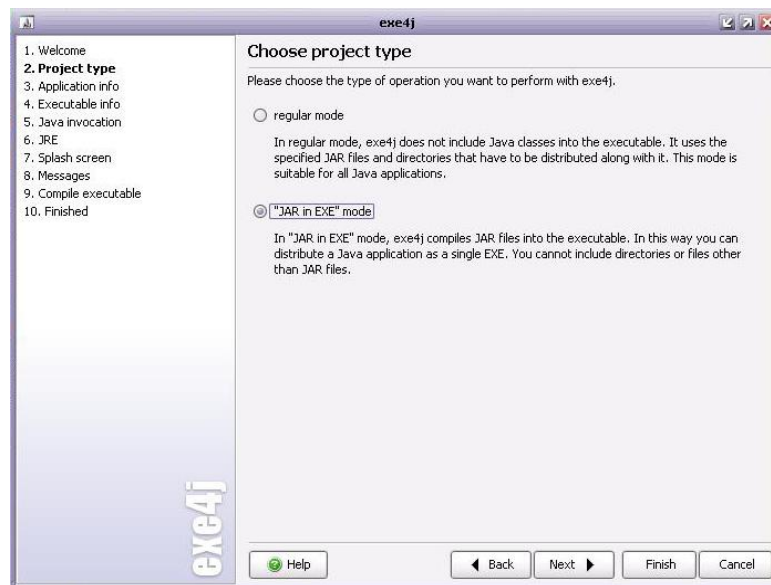 exe4j
1. Welcome
2. Project type
3. Application info
4. Executable info
5. Java invocation
6. JRE
7. Splash screen
8. Messages
9. Compile executable
10. Finished
exe4j
Choose project type
Please choose the type of operation you want to perform with exe4j.
regular mode
In regular mode, exe4j does not include Java classes into the executable. It uses the
specified JAR files and directories that have to be distributed along with it. This mode is
suitable for all Java applications.
"JAR in EXE" mode
In "JAR in EXE" mode, exe4j compiles JAR files into the executable. In this way you can
distribute a Java application as a single EXE. You cannot include directories or files other
than JAR files.
Help
Back
Next
Finish
Cancel